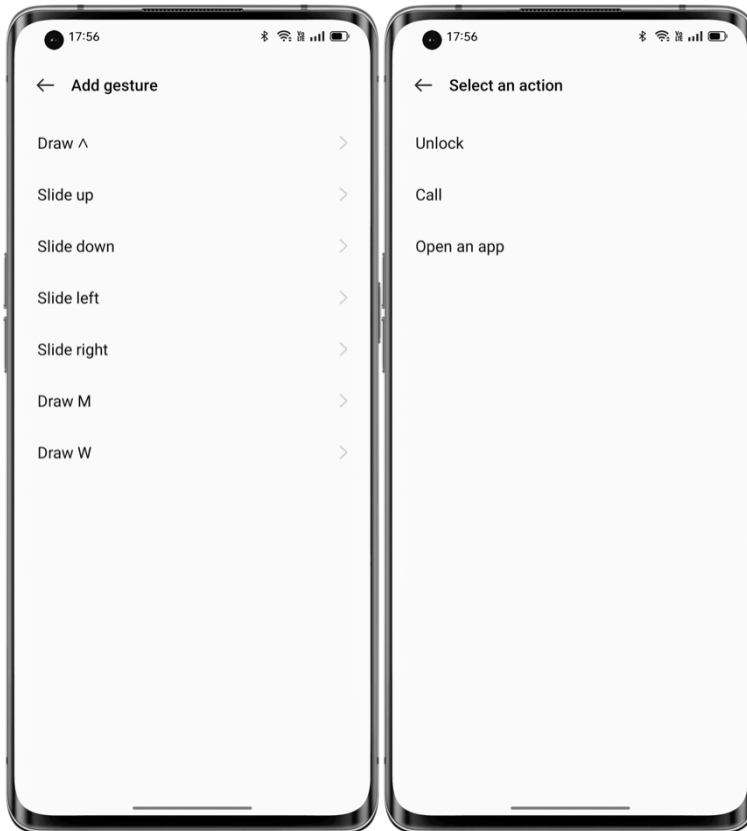 17:56
Add gesture
Draw ∧
Slide up
Slide down
Slide left
Slide right
Draw M
Draw W
17:56
Select an action
Unlock
Call
Open an app